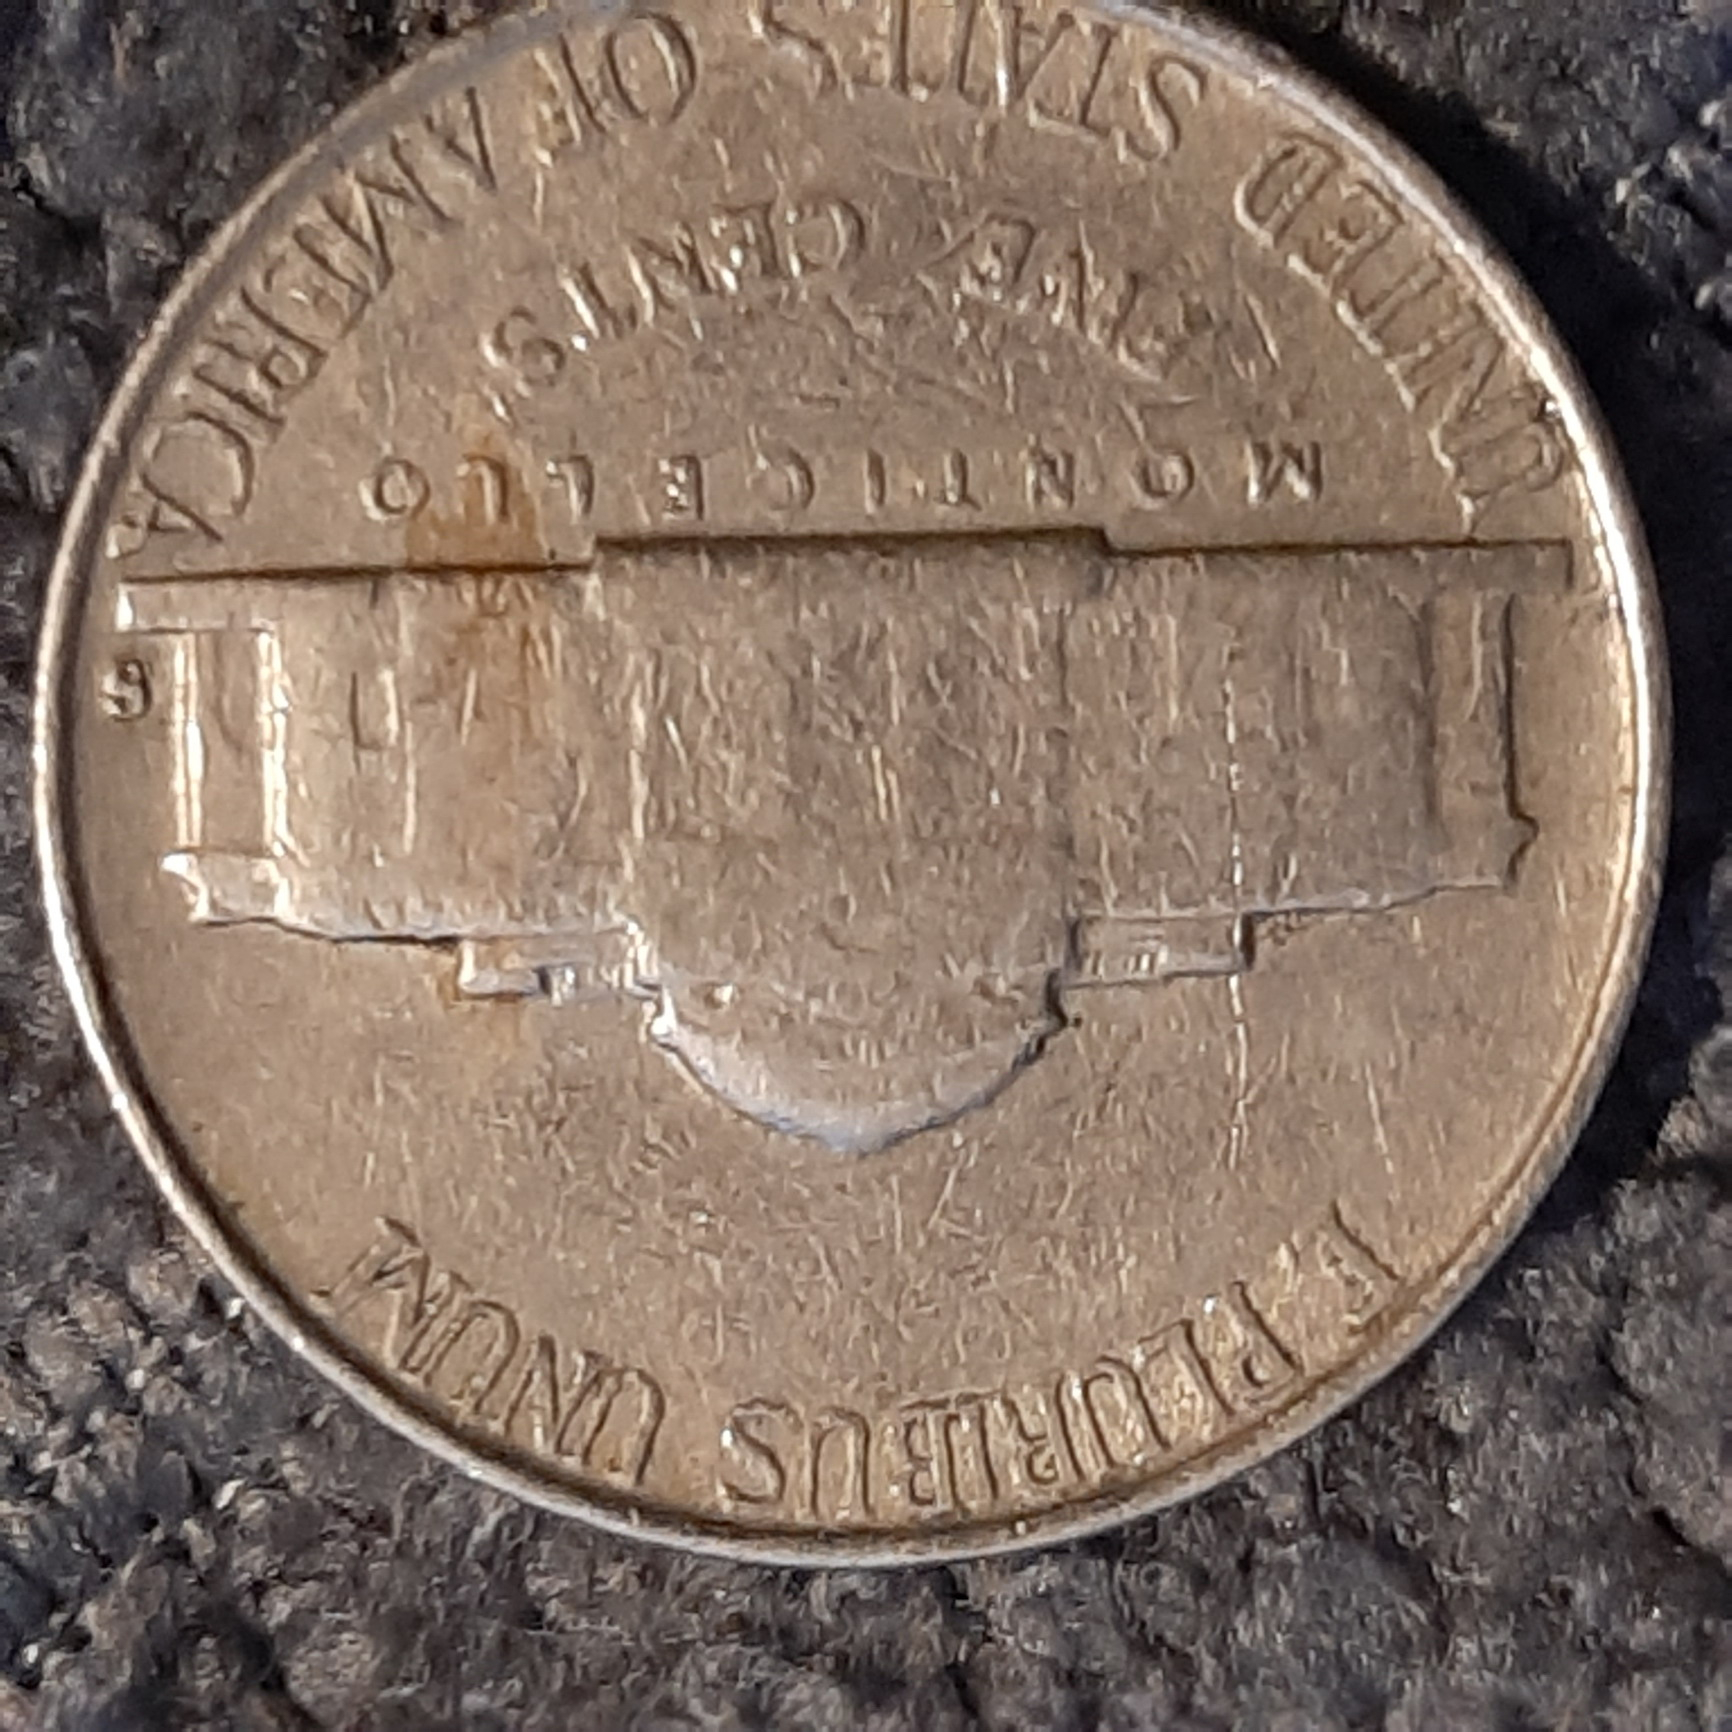 E PLURIBUS UNUM
S
MONTICELLO
FIVE CENTS
UNITED STATES OF AMERICA